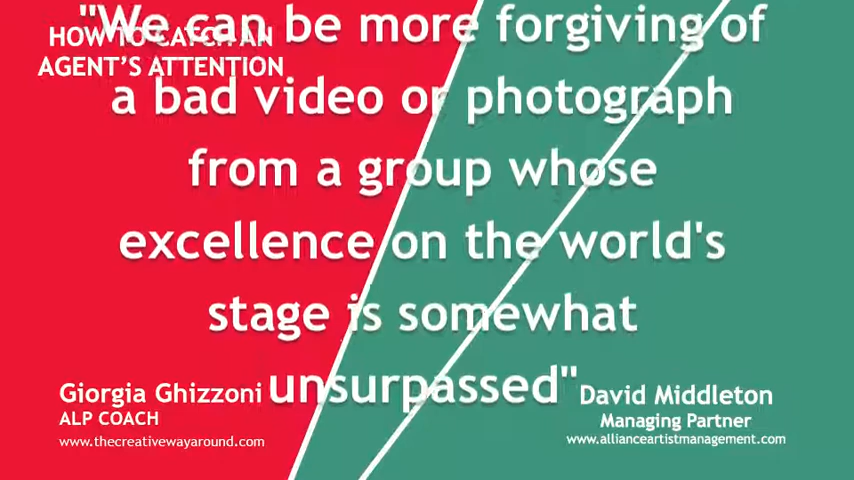 "We can be more forgiving of
a bad video or photograph
from a group whose
excellence on the world's
stage is somewhat
unsurpassed"
HOW TO CATCH AN
AGENT'S ATTENTION
Giorgia Ghizzoni
ALP COACH
www.thecreativewayaround.com
David Middleton
Managing Partner
www.allianceartistmanagement.com